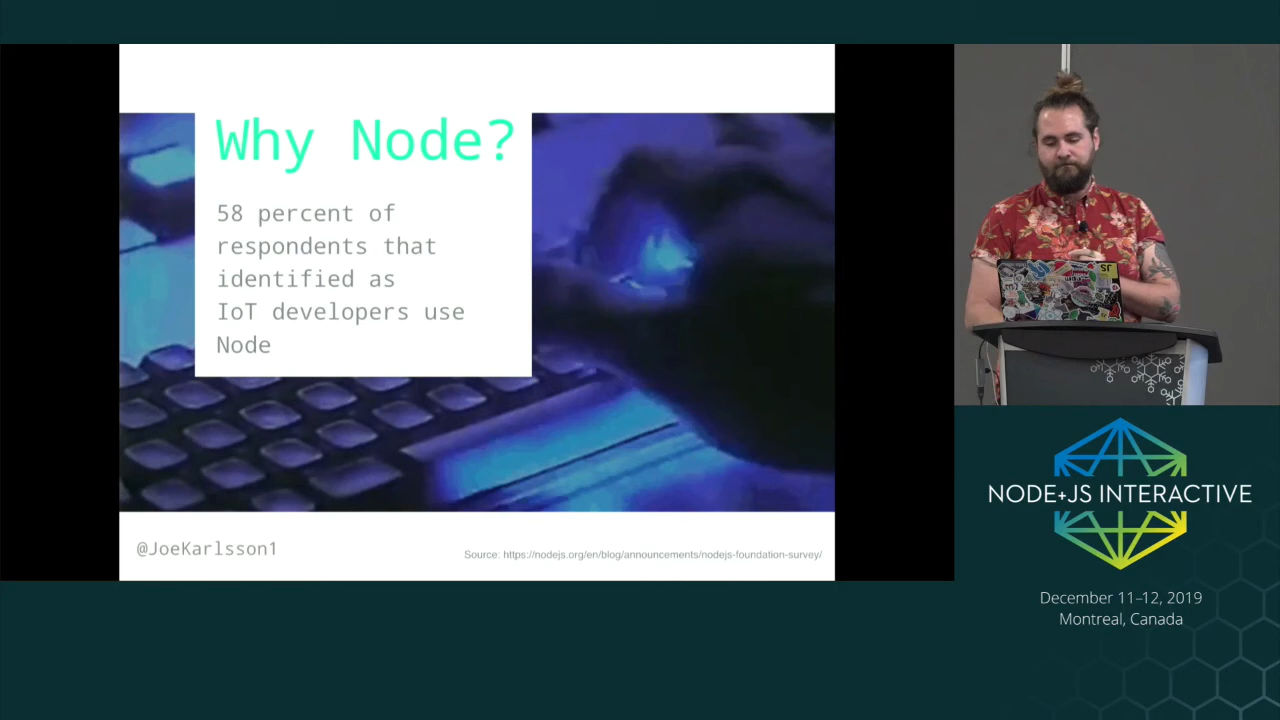 Why Node?
58 percent of
respondents that
identified as
IoT developers use
Node
@JoeKarlsson1
Source: https://nodejs.org/en/blog/announcements/nodejs-foundation-survey/
JS
NODE+JS INTERACTIVE
December 11–12, 2019
Montreal, Canada